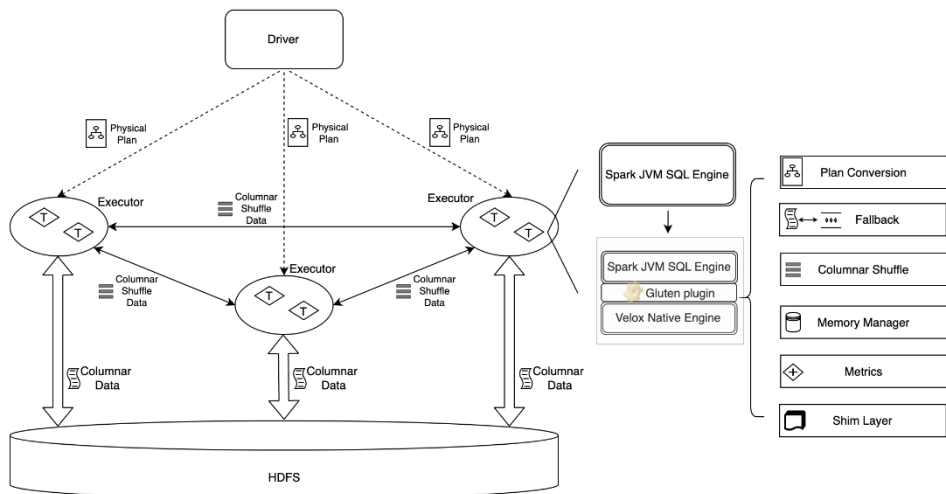 Driver
Physical
Plan
Physical
Plan
Physical
Plan
Executor
T
T
Columnar
Shuffle
Data
Executor
T
T
Columnar
Shuffle
Data
Executor
T
T
Columnar
Shuffle
Data
Columnar
Data
Columnar
Data
Columnar
Data
HDFS
Spark JVM SQL Engine
Spark JVM SQL Engine
Gluten plugin
Velox Native Engine
Plan Conversion
Fallback
Columnar Shuffle
Memory Manager
Metrics
Shim Layer